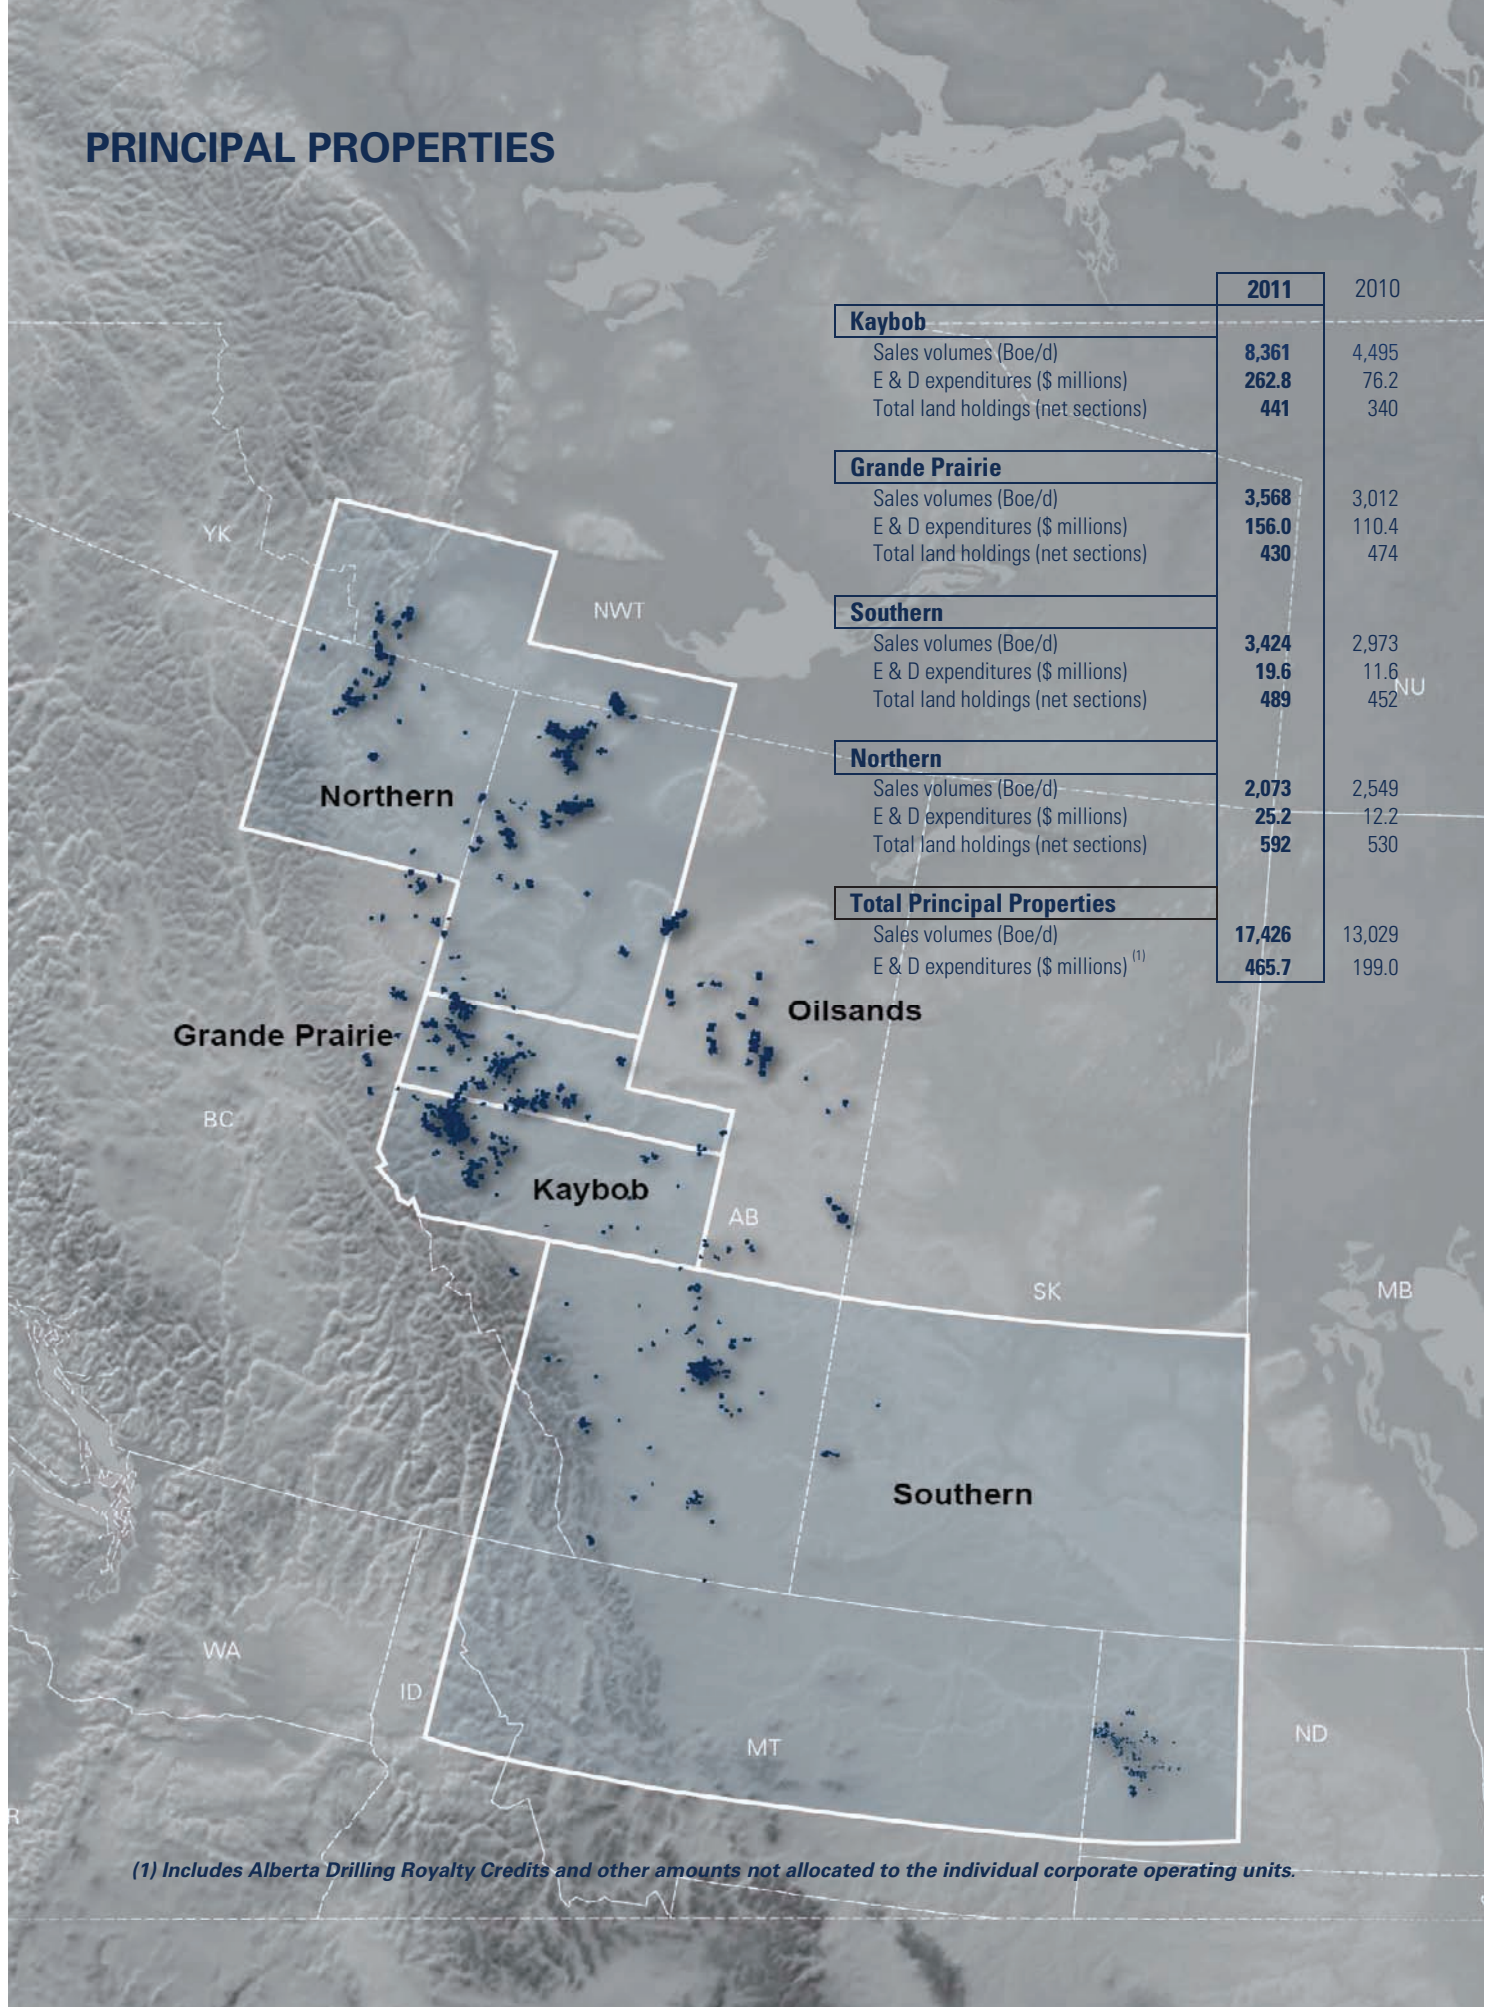 PRINCIPAL PROPERTIES
2011 2010
Kaybob
Sales volumes (Boe/d) 8,361 4,495
E & D expenditures ($ millions) 262.8 76.2
Total land holdings (net sections) 441 340
Grande Prairie
Sales volumes (Boe/d) 3,568 3,012
E & D expenditures ($ millions) 156.0 110.4
Total land holdings (net sections) 430 474
Southern
Sales volumes (Boe/d) 3,424 2,973
E & D expenditures ($ millions) 19.6 11.6
Total land holdings (net sections) 489 452
Northern
Sales volumes (Boe/d) 2,073 2,549
E & D expenditures ($ millions) 25.2 12.2
Total land holdings (net sections) 592 530
Total Principal Properties
Sales volumes (Boe/d) 17,426 13,029
E & D expenditures ($ millions) (1) 465.7 199.0
YK
NWT
NU
Northern
Oilsands
Grande Prairie
BC
Kaybob
AB
SK
MB
Southern
WA
ID
MT
ND
R
(1) Includes Alberta Drilling Royalty Credits and other amounts not allocated to the individual corporate operating units.